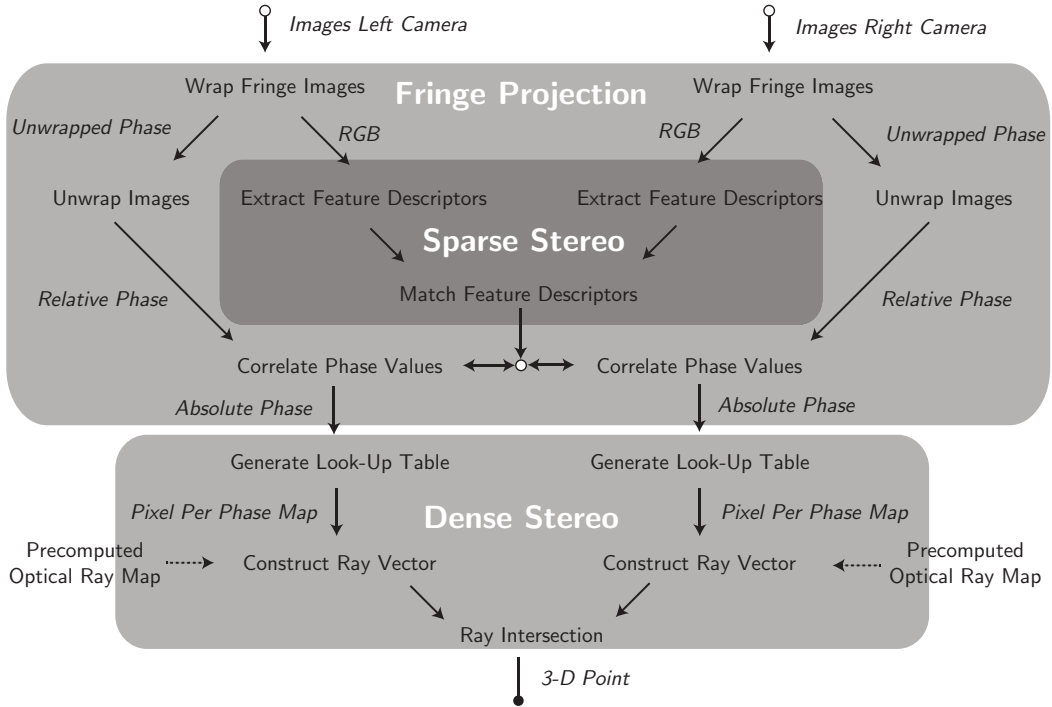 Images Left Camera
Images Right Camera
Wrap Fringe Images
Fringe Projection
Wrap Fringe Images
Unwrapped Phase
RGB
RGB
Unwrapped Phase
Unwrap Images
Extract Feature Descriptors
Extract Feature Descriptors
Unwrap Images
Sparse Stereo
Relative Phase
Match Feature Descriptors
Relative Phase
Correlate Phase Values
Correlate Phase Values
Absolute Phase
Absolute Phase
Generate Look-Up Table
Generate Look-Up Table
Pixel Per Phase Map
Dense Stereo
Pixel Per Phase Map
Precomputed
Optical Ray Map
Construct Ray Vector
Construct Ray Vector
Precomputed
Optical Ray Map
Ray Intersection
3-D Point